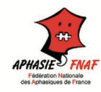 APHASIE FNAF
Fédération Nationale
des Aphasiques de France